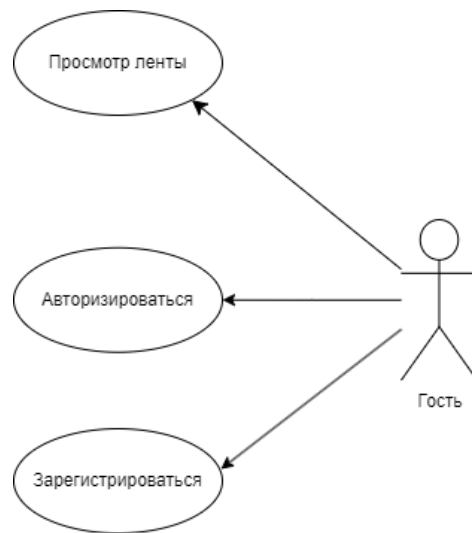 Просмотр ленты
Авторизироваться
Гость
Зарегистрироваться